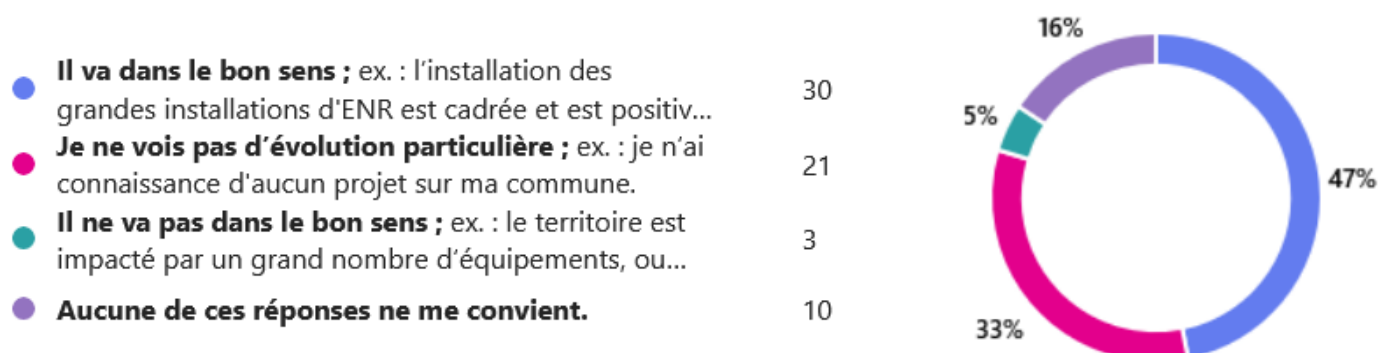 Il va dans le bon sens ; ex. : l'installation des
grandes installations d'ENR est cadrée et est positiv...
30
Je ne vois pas d'évolution particulière ; ex. : je n'ai
connaissance d'aucun projet sur ma commune.
21
Il ne va pas dans le bon sens ; ex. : le territoire est
impacté par un grand nombre d'équipements, ou...
3
Aucune de ces réponses ne me convient.
10
16%
5%
47%
33%